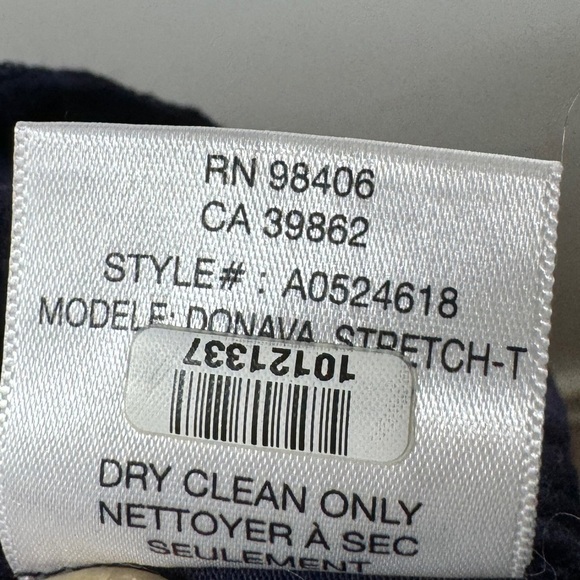 RN 98406
CA 39862
STYLE# : A0524618
MODELE: DONAVA STRETCH-T
10121337
DRY CLEAN ONLY
NETTOYER À SEC
SEULEMENT